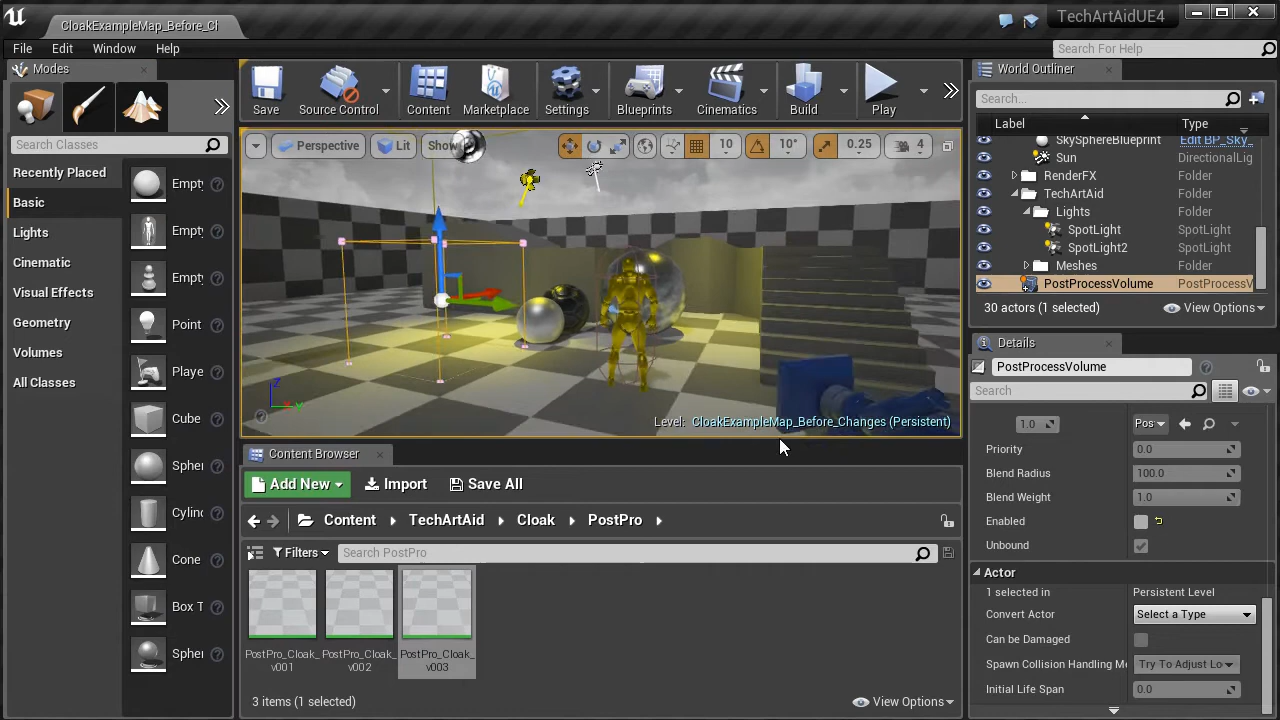 CloakExampleMap_Before_Cl
TechArtAidUE4
File Edit Window Help
Search For Help
Modes
Search Classes
Recently Placed
Basic
Lights
Cinematic
Visual Effects
Geometry
Volumes
All Classes
Empt
Empt
Empt
Point
Playe
Cube
Spher
Cylind
Cone
Box T
Spher
Save Source Control Content Marketplace Settings Blueprints Cinematics Build Play
Perspective Lit Show 10 10° 0.25 4
Level: CloakExampleMap_Before_Changes (Persistent)
Content Browser
Add New Import Save All
Content TechArtAid Cloak PostPro
Filters Search PostPro
PostPro_Cloak_
v001
PostPro_Cloak_
v002
PostPro_Cloak_
v003
3 items (1 selected) View Options
World Outliner
Search...
Label Type
SkySphereBlueprint Edit BP_Sky_
Sun DirectionalLig
RenderFX Folder
TechArtAid Folder
Lights Folder
SpotLight SpotLight
SpotLight2 SpotLight
Meshes Folder
PostProcessVolume PostProcessV
30 actors (1 selected) View Options
Details
PostProcessVolume
Search
1.0 Pos
Priority 0.0
Blend Radius 100.0
Blend Weight 1.0
Enabled
Unbound
Actor
1 selected in Persistent Level
Convert Actor Select a Type
Can be Damaged
Spawn Collision Handling Me Try To Adjust Lo
Initial Life Span 0.0